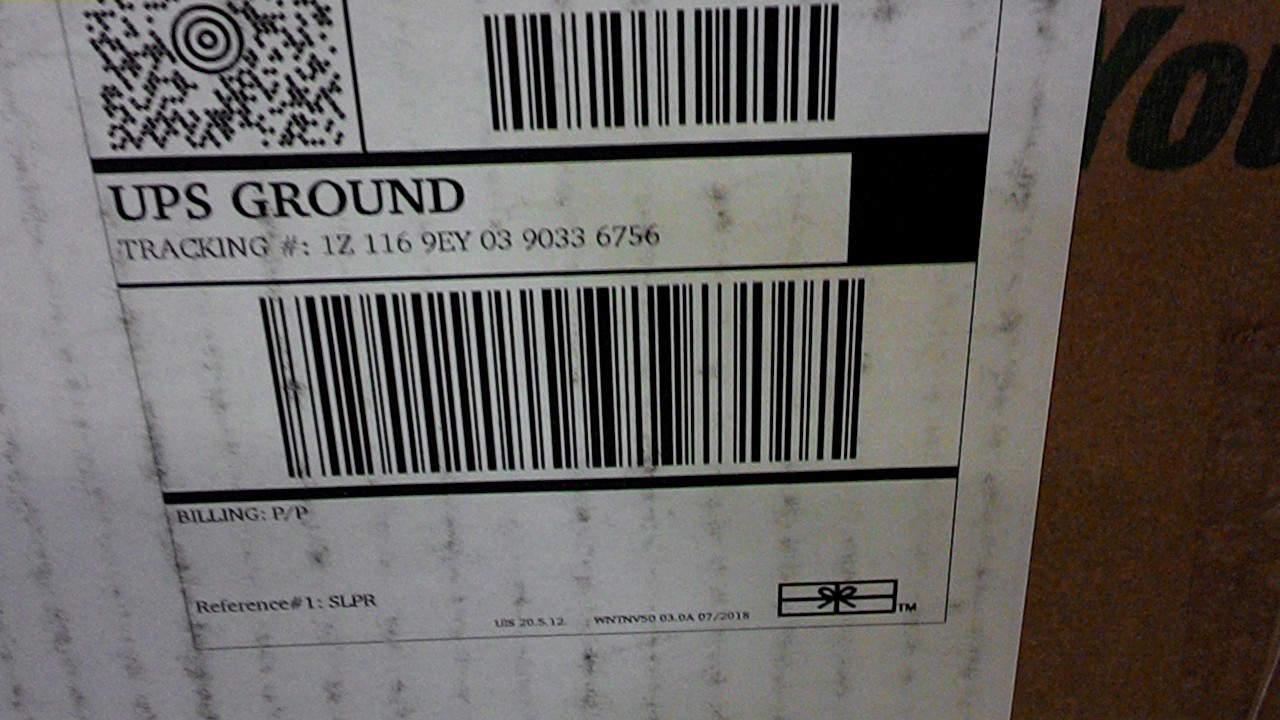 You
UPS GROUND
TRACKING #: 1Z 116 9EY 03 9033 6756
BILLING: P/P
Reference#1: SLPR
UIS 20.5.12. WNTNV50 03.0A 07/2018
TM